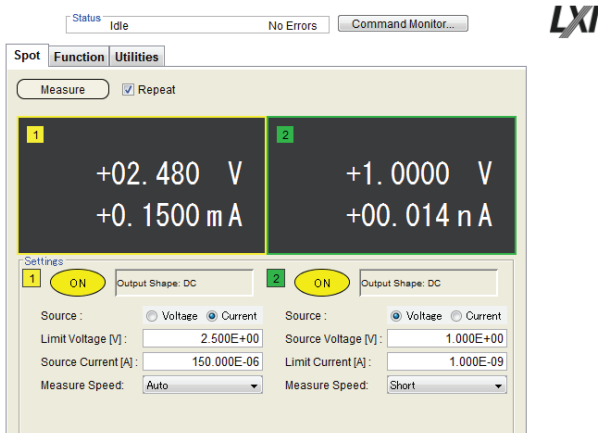 Status
Idle No Errors Command Monitor... LXI
Spot Function Utilities
Measure Repeat
1 2
+02.480 V +1.0000 V
+0.1500 mA +00.014 nA
Settings
1 ON Output Shape: DC 2 ON Output Shape: DC
Source : Voltage Current Source : Voltage Current
Limit Voltage [V] : 2.500E+00 Source Voltage [V] : 1.000E+00
Source Current [A] : 150.000E-06 Limit Current [A] : 1.000E-09
Measure Speed: Auto Measure Speed: Short